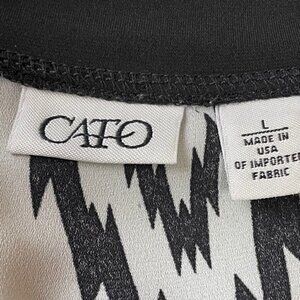 CATO
L
MADE IN
USA
OF IMPORTED
FABRIC